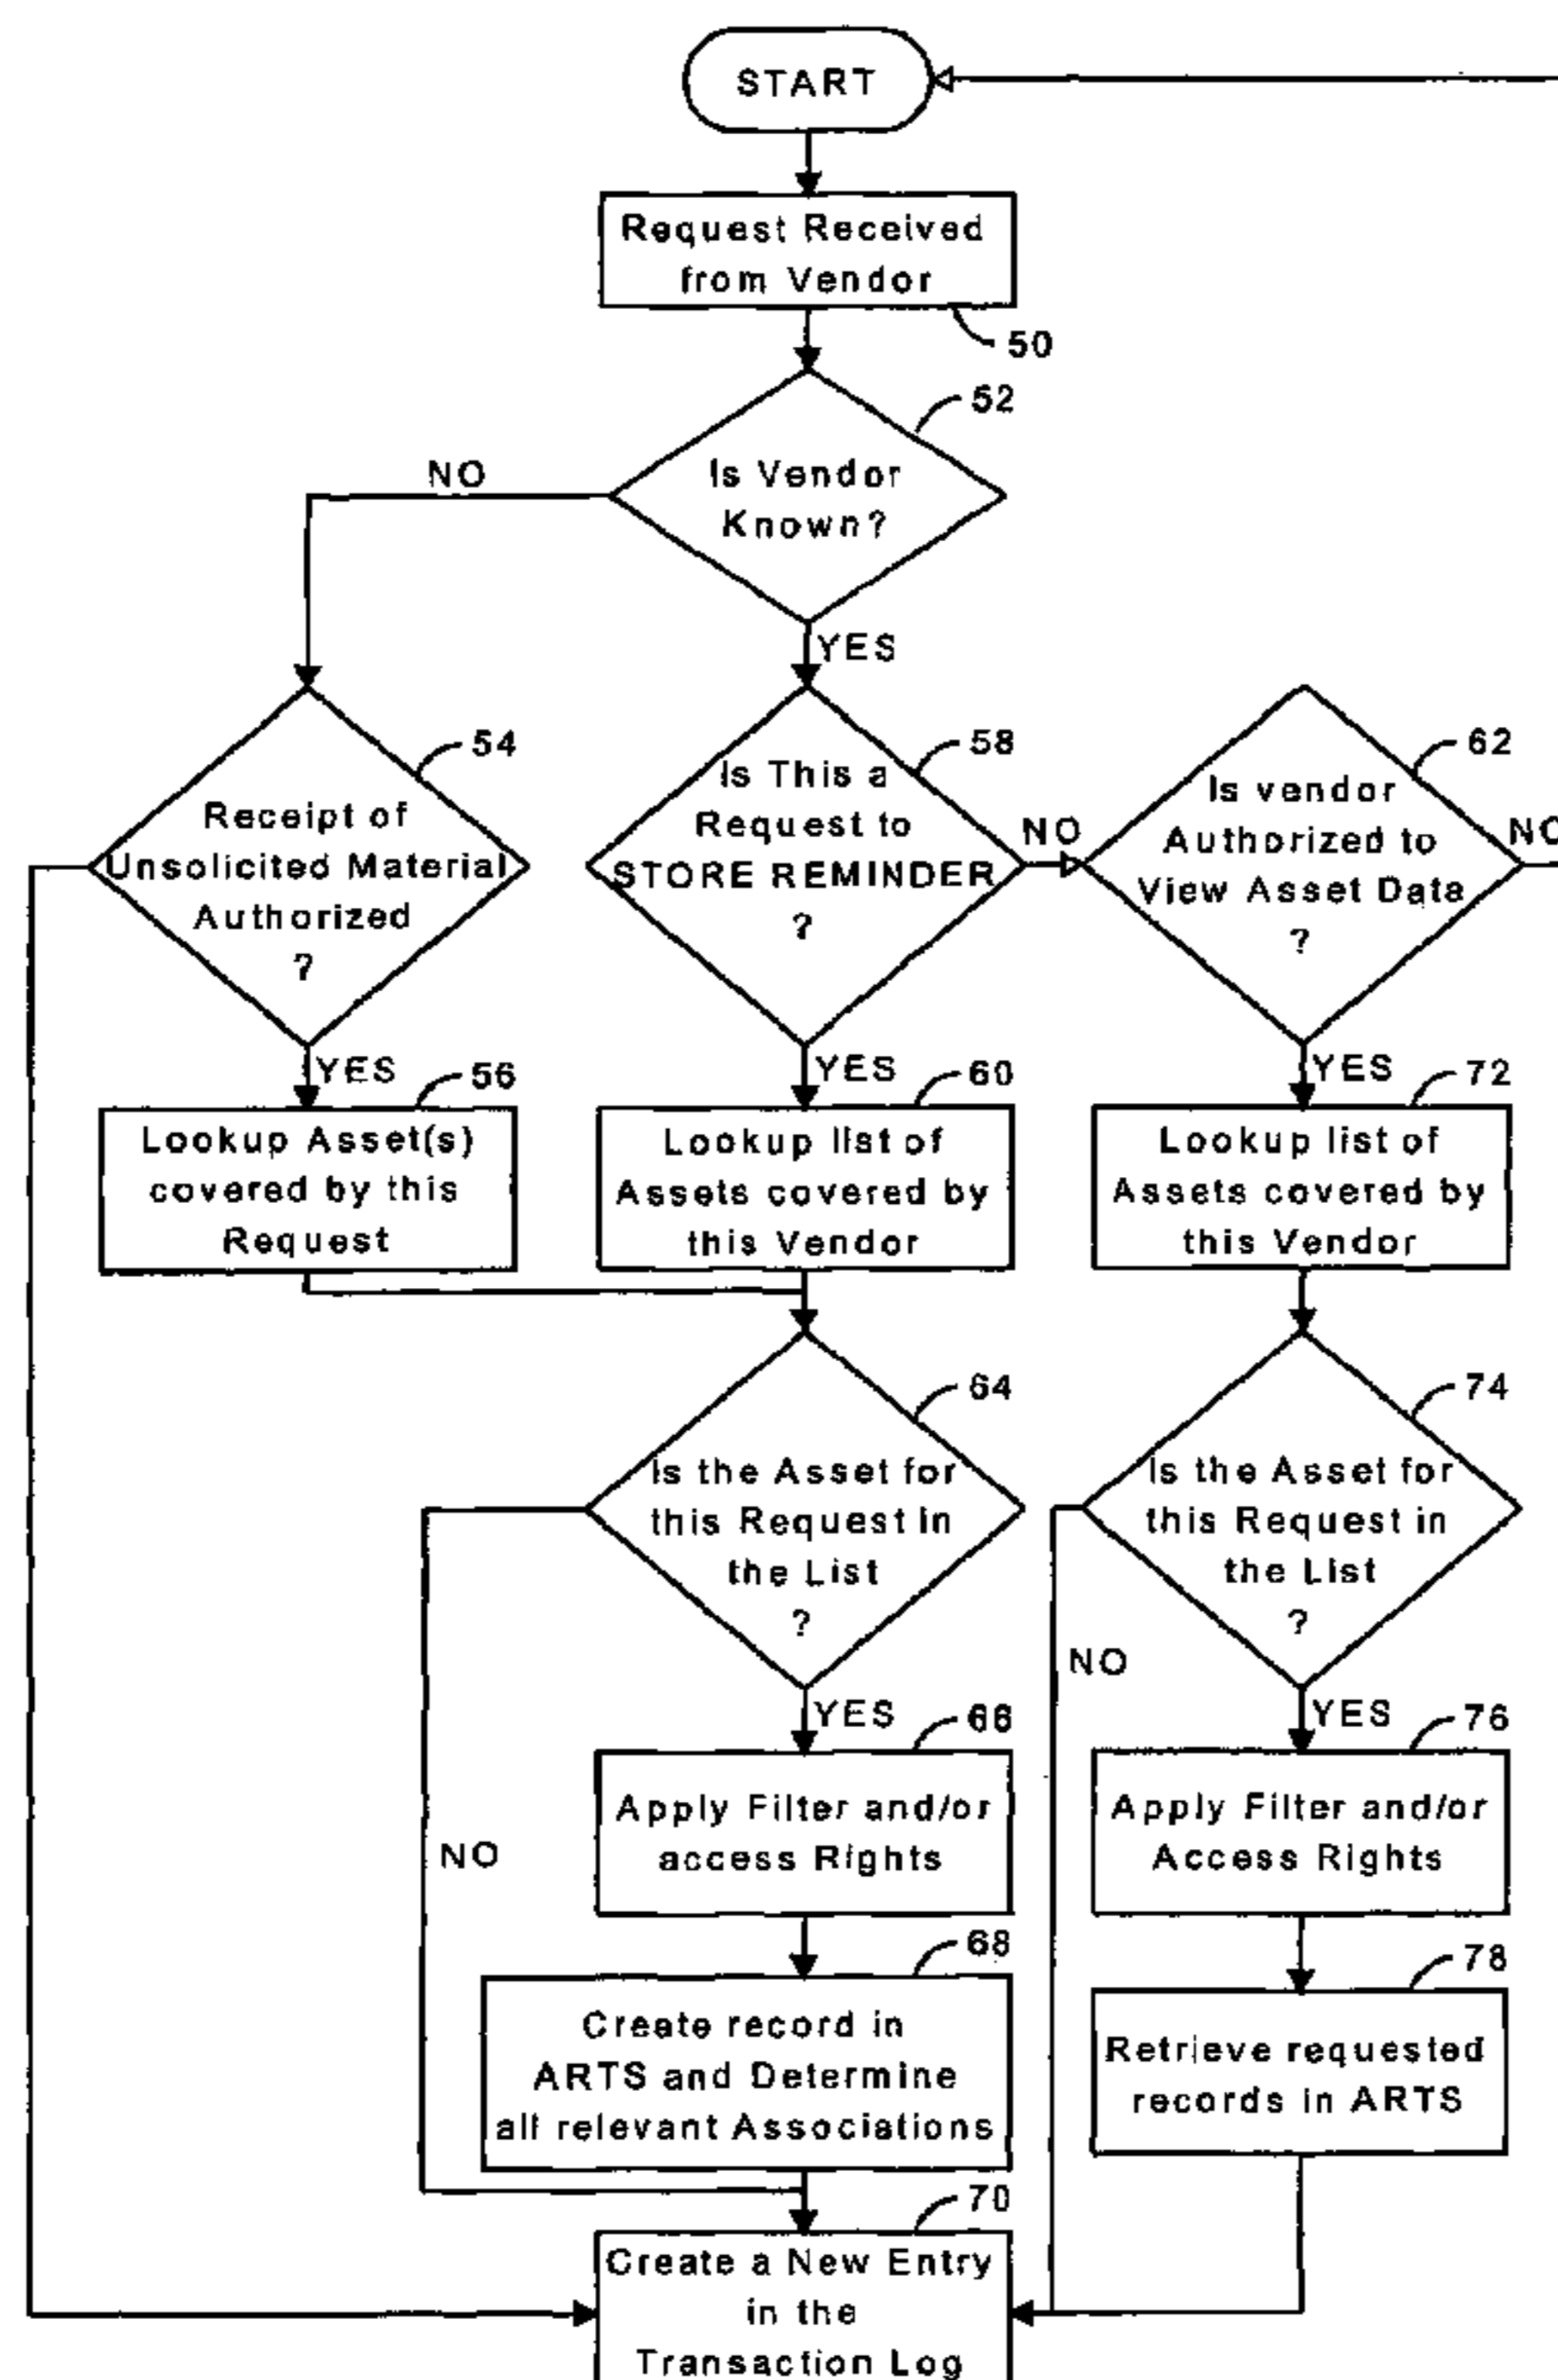 START
Request Received
from Vendor
50
52
Is Vendor
Known?
NO
YES
54
Receipt of
Unsolicited Material
Authorized
?
58
Is This a
Request to
STORE REMINDER
?
NO
62
Is vendor
Authorized to
View Asset Data
?
NO
YES
56
Lookup Asset(s)
covered by this
Request
YES
60
Lookup list of
Assets covered by
this Vendor
YES
72
Lookup list of
Assets covered by
this Vendor
64
Is the Asset for
this Request in
the List
?
NO
74
Is the Asset for
this Request in
the List
?
NO
YES
66
Apply Filter and/or
access Rights
YES
76
Apply Filter and/or
Access Rights
68
Create record in
ARTS and Determine
all relevant Associations
78
Retrieve requested
records in ARTS
70
Create a New Entry
in the
Transaction Log